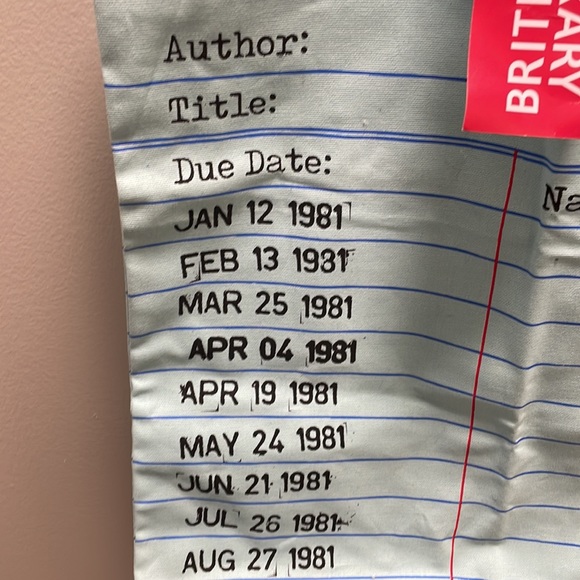 Author:
Title:
Due Date:
JAN 12 1981
FEB 13 1981
MAR 25 1981
APR 04 1981
APR 19 1981
MAY 24 1981
JUN 21 1981
JUL 26 1981
AUG 27 1981